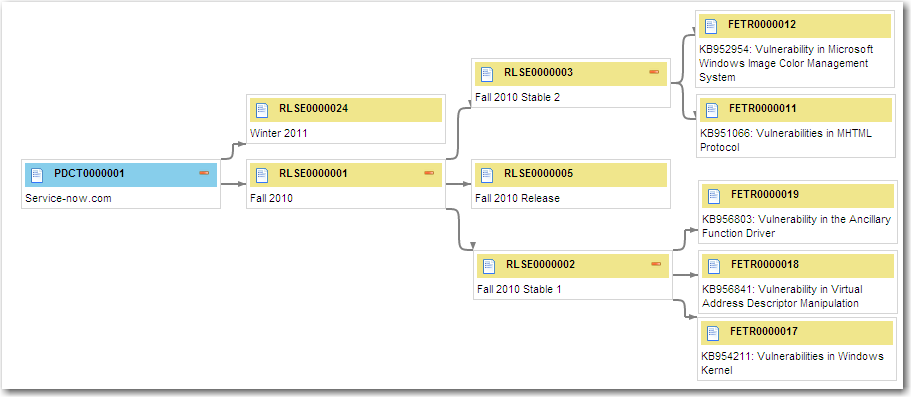 PDCT0000001
Service-now.com
RLSE0000024
Winter 2011
RLSE0000001
Fall 2010
RLSE0000003
Fall 2010 Stable 2
RLSE0000005
Fall 2010 Release
RLSE0000002
Fall 2010 Stable 1
FETR0000012
KB952954: Vulnerability in Microsoft
Windows Image Color Management
System
FETR0000011
KB951066: Vulnerabilities in MHTML
Protocol
FETR0000019
KB956803: Vulnerability in the Ancillary
Function Driver
FETR0000018
KB956841: Vulnerability in Virtual
Address Descriptor Manipulation
FETR0000017
KB954211: Vulnerabilities in Windows
Kernel